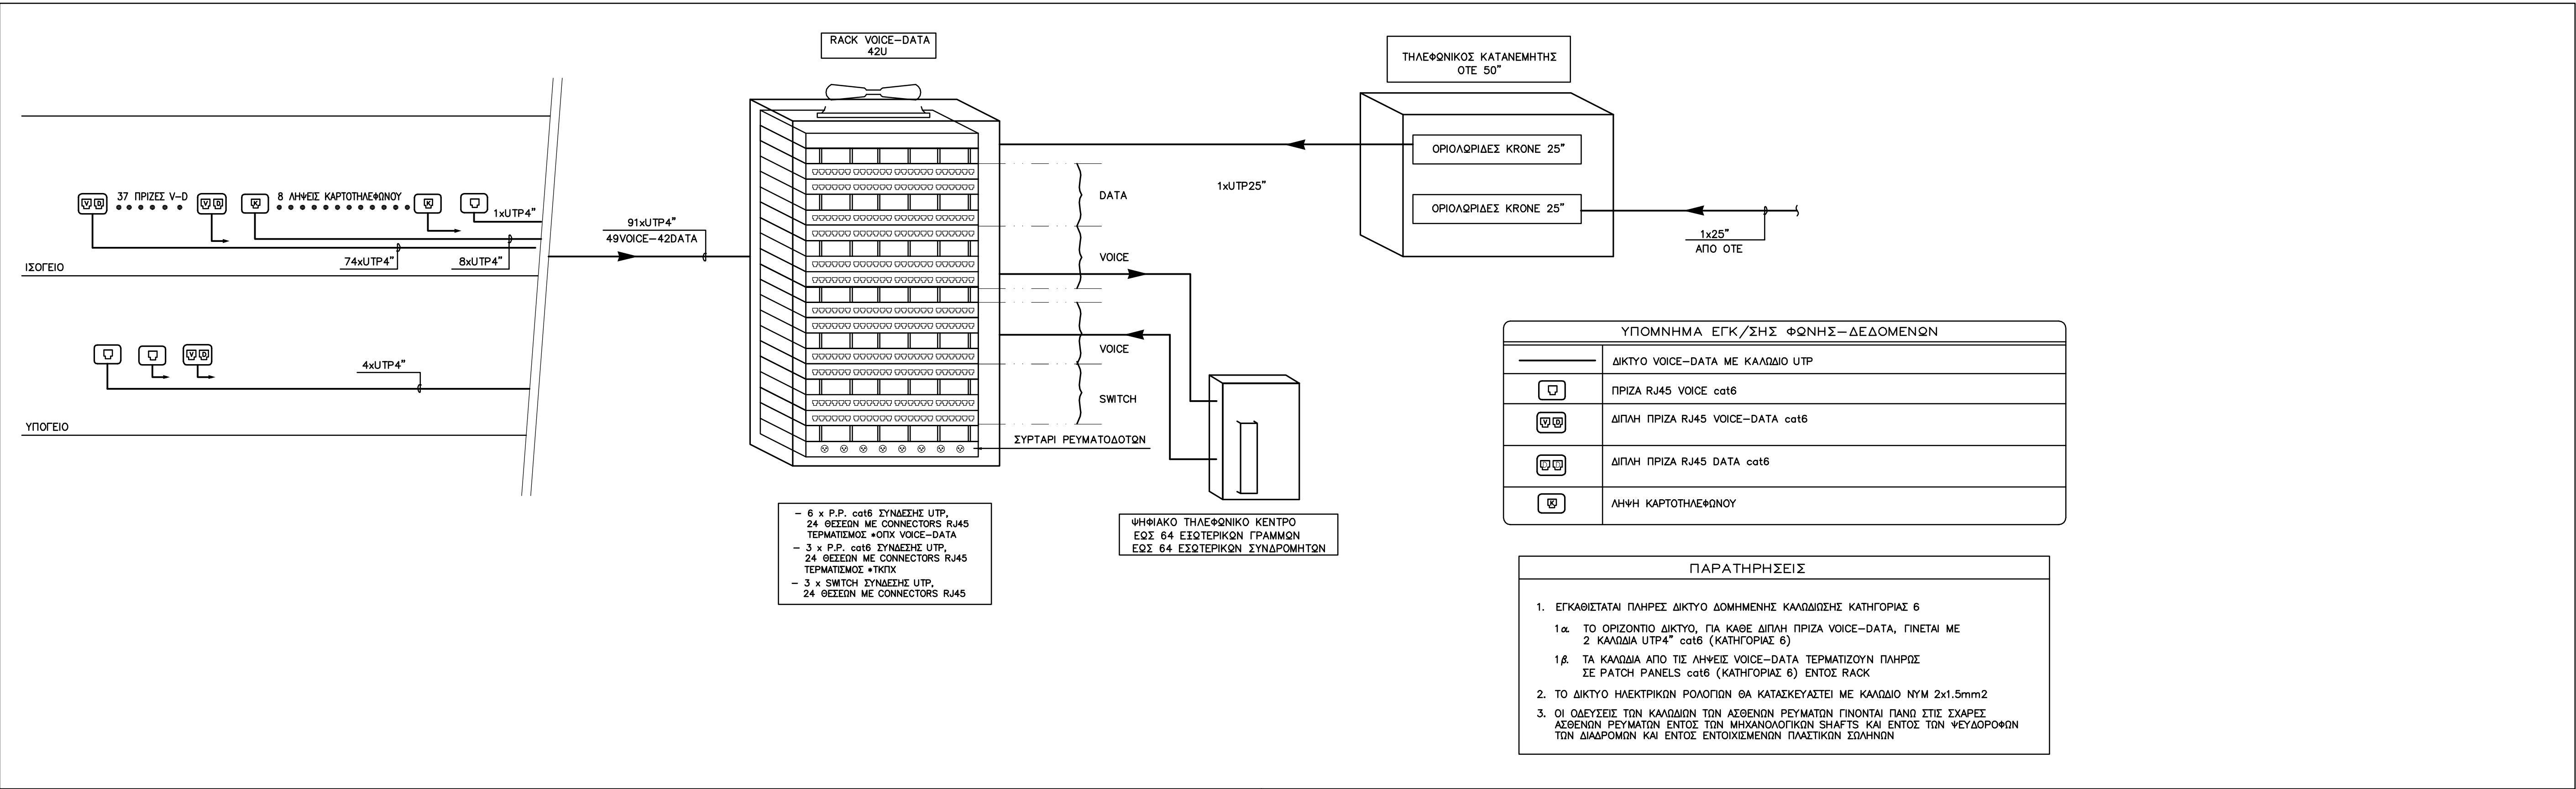 RACK VOICE-DATA
42U
ΤΗΛΕΦΩΝΙΚΟΣ ΚΑΤΑΝΕΜΗΤΗΣ
ΟΤΕ 50"
ΟΡΙΟΛΩΡΙΔΕΣ KRONE 25"
ΟΡΙΟΛΩΡΙΔΕΣ KRONE 25"
1xUTP25"
1x25"
ΑΠΟ ΟΤΕ
V D
37 ΠΡΙΖΕΣ V-D
V D
K
8 ΛΗΨΕΙΣ ΚΑΡΤΟΤΗΛΕΦΩΝΟΥ
K
1xUTP4"
74xUTP4"
8xUTP4"
ΙΣΟΓΕΙΟ
91xUTP4"
49VOICE-42DATA
V D
4xUTP4"
ΥΠΟΓΕΙΟ
DATA
VOICE
VOICE
SWITCH
ΣΥΡΤΑΡΙ ΡΕΥΜΑΤΟΔΟΤΩΝ
- 6 x P.P. cat6 ΣΥΝΔΕΣΗΣ UTP,
24 ΘΕΣΕΩΝ ΜΕ CONNECTORS RJ45
ΤΕΡΜΑΤΙΣΜΟΣ *ΟΠΧ VOICE-DATA
- 3 x P.P. cat6 ΣΥΝΔΕΣΗΣ UTP,
24 ΘΕΣΕΩΝ ΜΕ CONNECTORS RJ45
ΤΕΡΜΑΤΙΣΜΟΣ *ΤΚΠΧ
- 3 x SWITCH ΣΥΝΔΕΣΗΣ UTP,
24 ΘΕΣΕΩΝ ΜΕ CONNECTORS RJ45
ΨΗΦΙΑΚΟ ΤΗΛΕΦΩΝΙΚΟ ΚΕΝΤΡΟ
ΕΩΣ 64 ΕΞΩΤΕΡΙΚΩΝ ΓΡΑΜΜΩΝ
ΕΩΣ 64 ΕΣΩΤΕΡΙΚΩΝ ΣΥΝΔΡΟΜΗΤΩΝ
ΥΠΟΜΝΗΜΑ ΕΓΚ/ΣΗΣ ΦΩΝΗΣ-ΔΕΔΟΜΕΝΩΝ
ΔΙΚΤΥΟ VOICE-DATA ΜΕ ΚΑΛΩΔΙΟ UTP
ΠΡΙΖΑ RJ45 VOICE cat6
V D ΔΙΠΛΗ ΠΡΙΖΑ RJ45 VOICE-DATA cat6
ΔΙΠΛΗ ΠΡΙΖΑ RJ45 DATA cat6
K ΛΗΨΗ ΚΑΡΤΟΤΗΛΕΦΩΝΟΥ
ΠΑΡΑΤΗΡΗΣΕΙΣ
1. ΕΓΚΑΘΙΣΤΑΤΑΙ ΠΛΗΡΕΣ ΔΙΚΤΥΟ ΔΟΜΗΜΕΝΗΣ ΚΑΛΩΔΙΩΣΗΣ ΚΑΤΗΓΟΡΙΑΣ 6
1α. ΤΟ ΟΡΙΖΟΝΤΙΟ ΔΙΚΤΥΟ, ΓΙΑ ΚΑΘΕ ΔΙΠΛΗ ΠΡΙΖΑ VOICE-DATA, ΓΙΝΕΤΑΙ ΜΕ
2 ΚΑΛΩΔΙΑ UTP4" cat6 (ΚΑΤΗΓΟΡΙΑΣ 6)
1β. ΤΑ ΚΑΛΩΔΙΑ ΑΠΟ ΤΙΣ ΛΗΨΕΙΣ VOICE-DATA ΤΕΡΜΑΤΙΖΟΥΝ ΠΛΗΡΩΣ
ΣΕ PATCH PANELS cat6 (ΚΑΤΗΓΟΡΙΑΣ 6) ΕΝΤΟΣ RACK
2. ΤΟ ΔΙΚΤΥΟ ΗΛΕΚΤΡΙΚΩΝ ΡΟΛΟΓΙΩΝ ΘΑ ΚΑΤΑΣΚΕΥΑΣΤΕΙ ΜΕ ΚΑΛΩΔΙΟ NYM 2x1.5mm2
3. ΟΙ ΟΔΕΥΣΕΙΣ ΤΩΝ ΚΑΛΩΔΙΩΝ ΤΩΝ ΑΣΘΕΝΩΝ ΡΕΥΜΑΤΩΝ ΓΙΝΟΝΤΑΙ ΠΑΝΩ ΣΤΙΣ ΣΧΑΡΕΣ
ΑΣΘΕΝΩΝ ΡΕΥΜΑΤΩΝ ΕΝΤΟΣ ΤΩΝ ΜΗΧΑΝΟΛΟΓΙΚΩΝ SHAFTS ΚΑΙ ΕΝΤΟΣ ΤΩΝ ΨΕΥΔΟΡΟΦΩΝ
ΤΩΝ ΔΙΑΔΡΟΜΩΝ ΚΑΙ ΕΝΤΟΣ ΕΝΤΟΙΧΙΣΜΕΝΩΝ ΠΛΑΣΤΙΚΩΝ ΣΩΛΗΝΩΝ